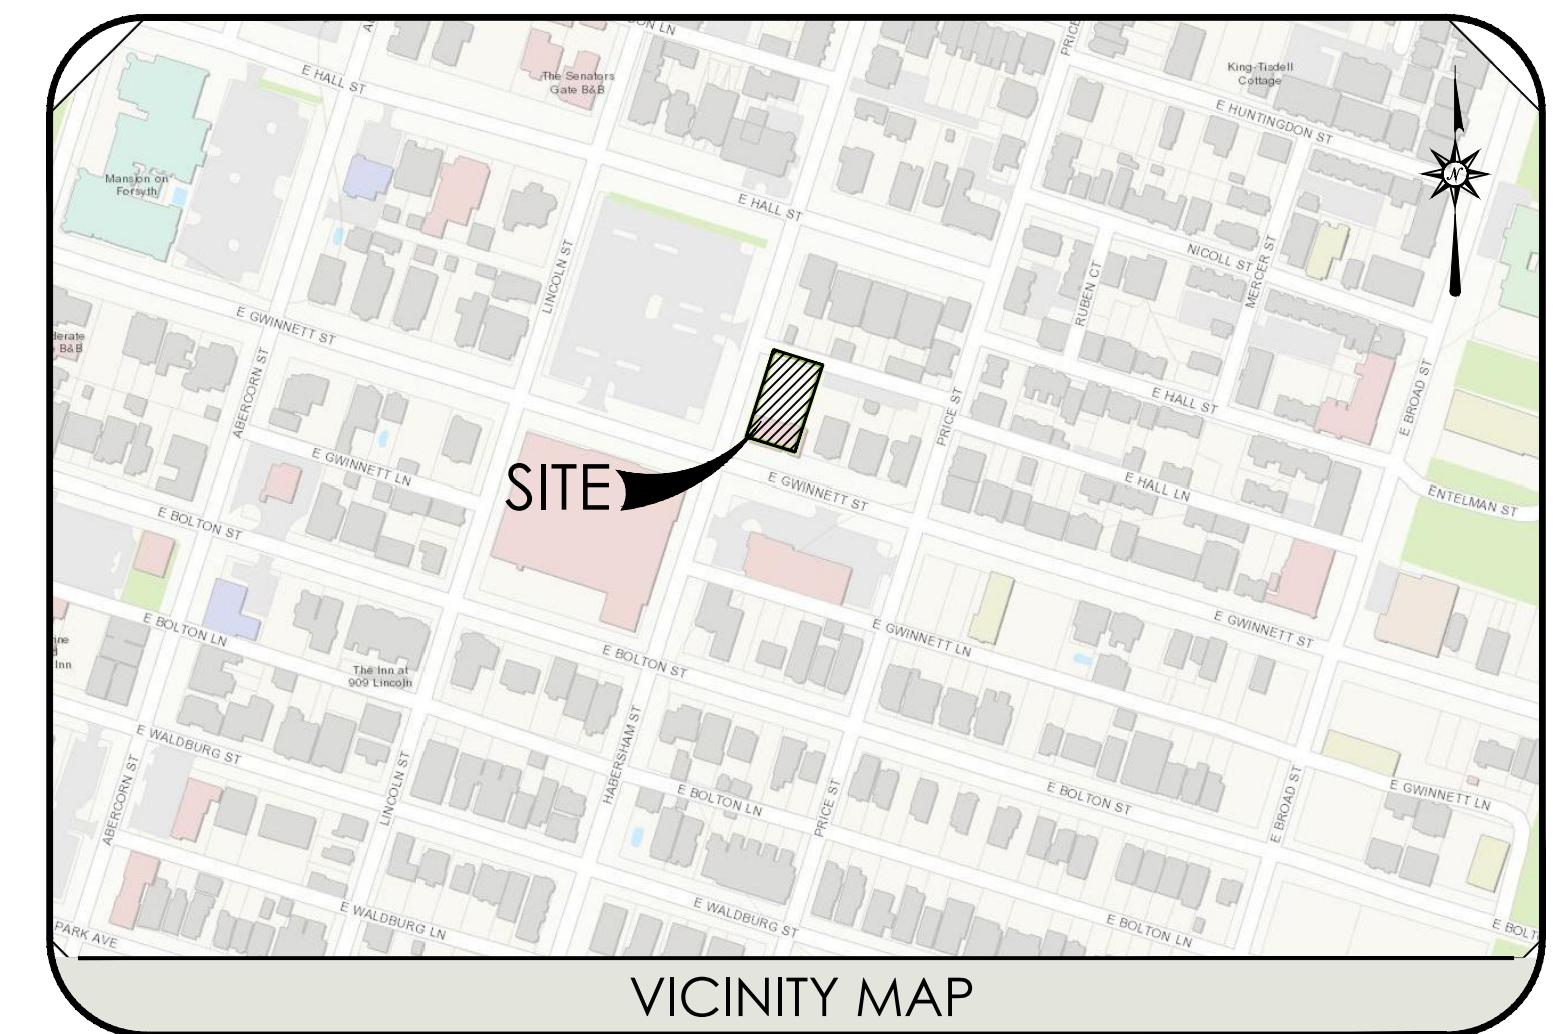 E HALL ST
The Senators
Gate B&B
King-Tisdell
Cottage
E HUNTINGDON ST
N
Mansion on
Forsyth
E HALL ST
LINCOLN ST
NICOLL ST
MERCER ST
RUBEN CT
E GWINNETT ST
B&B
ABERCORN ST
E HALL ST
E BROAD ST
PRICE ST
E GWINNETT LN
SITE
E GWINNETT ST
E HALL LN
ENTELMAN ST
E BOLTON ST
E BOLTON LN
E GWINNETT LN
E GWINNETT ST
Inn
The Inn at
909 Lincoln
E BOLTON ST
E WALDBURG ST
HABERSHAM ST
ABERCORN ST
LINCOLN ST
E BOLTON LN
PRICE ST
E BOLTON ST
E BROAD ST
E GWINNETT LN
E WALDBURG LN
E WALDBURG ST
E BOLTON LN
E BOLT
PARK AVE
VICINITY MAP